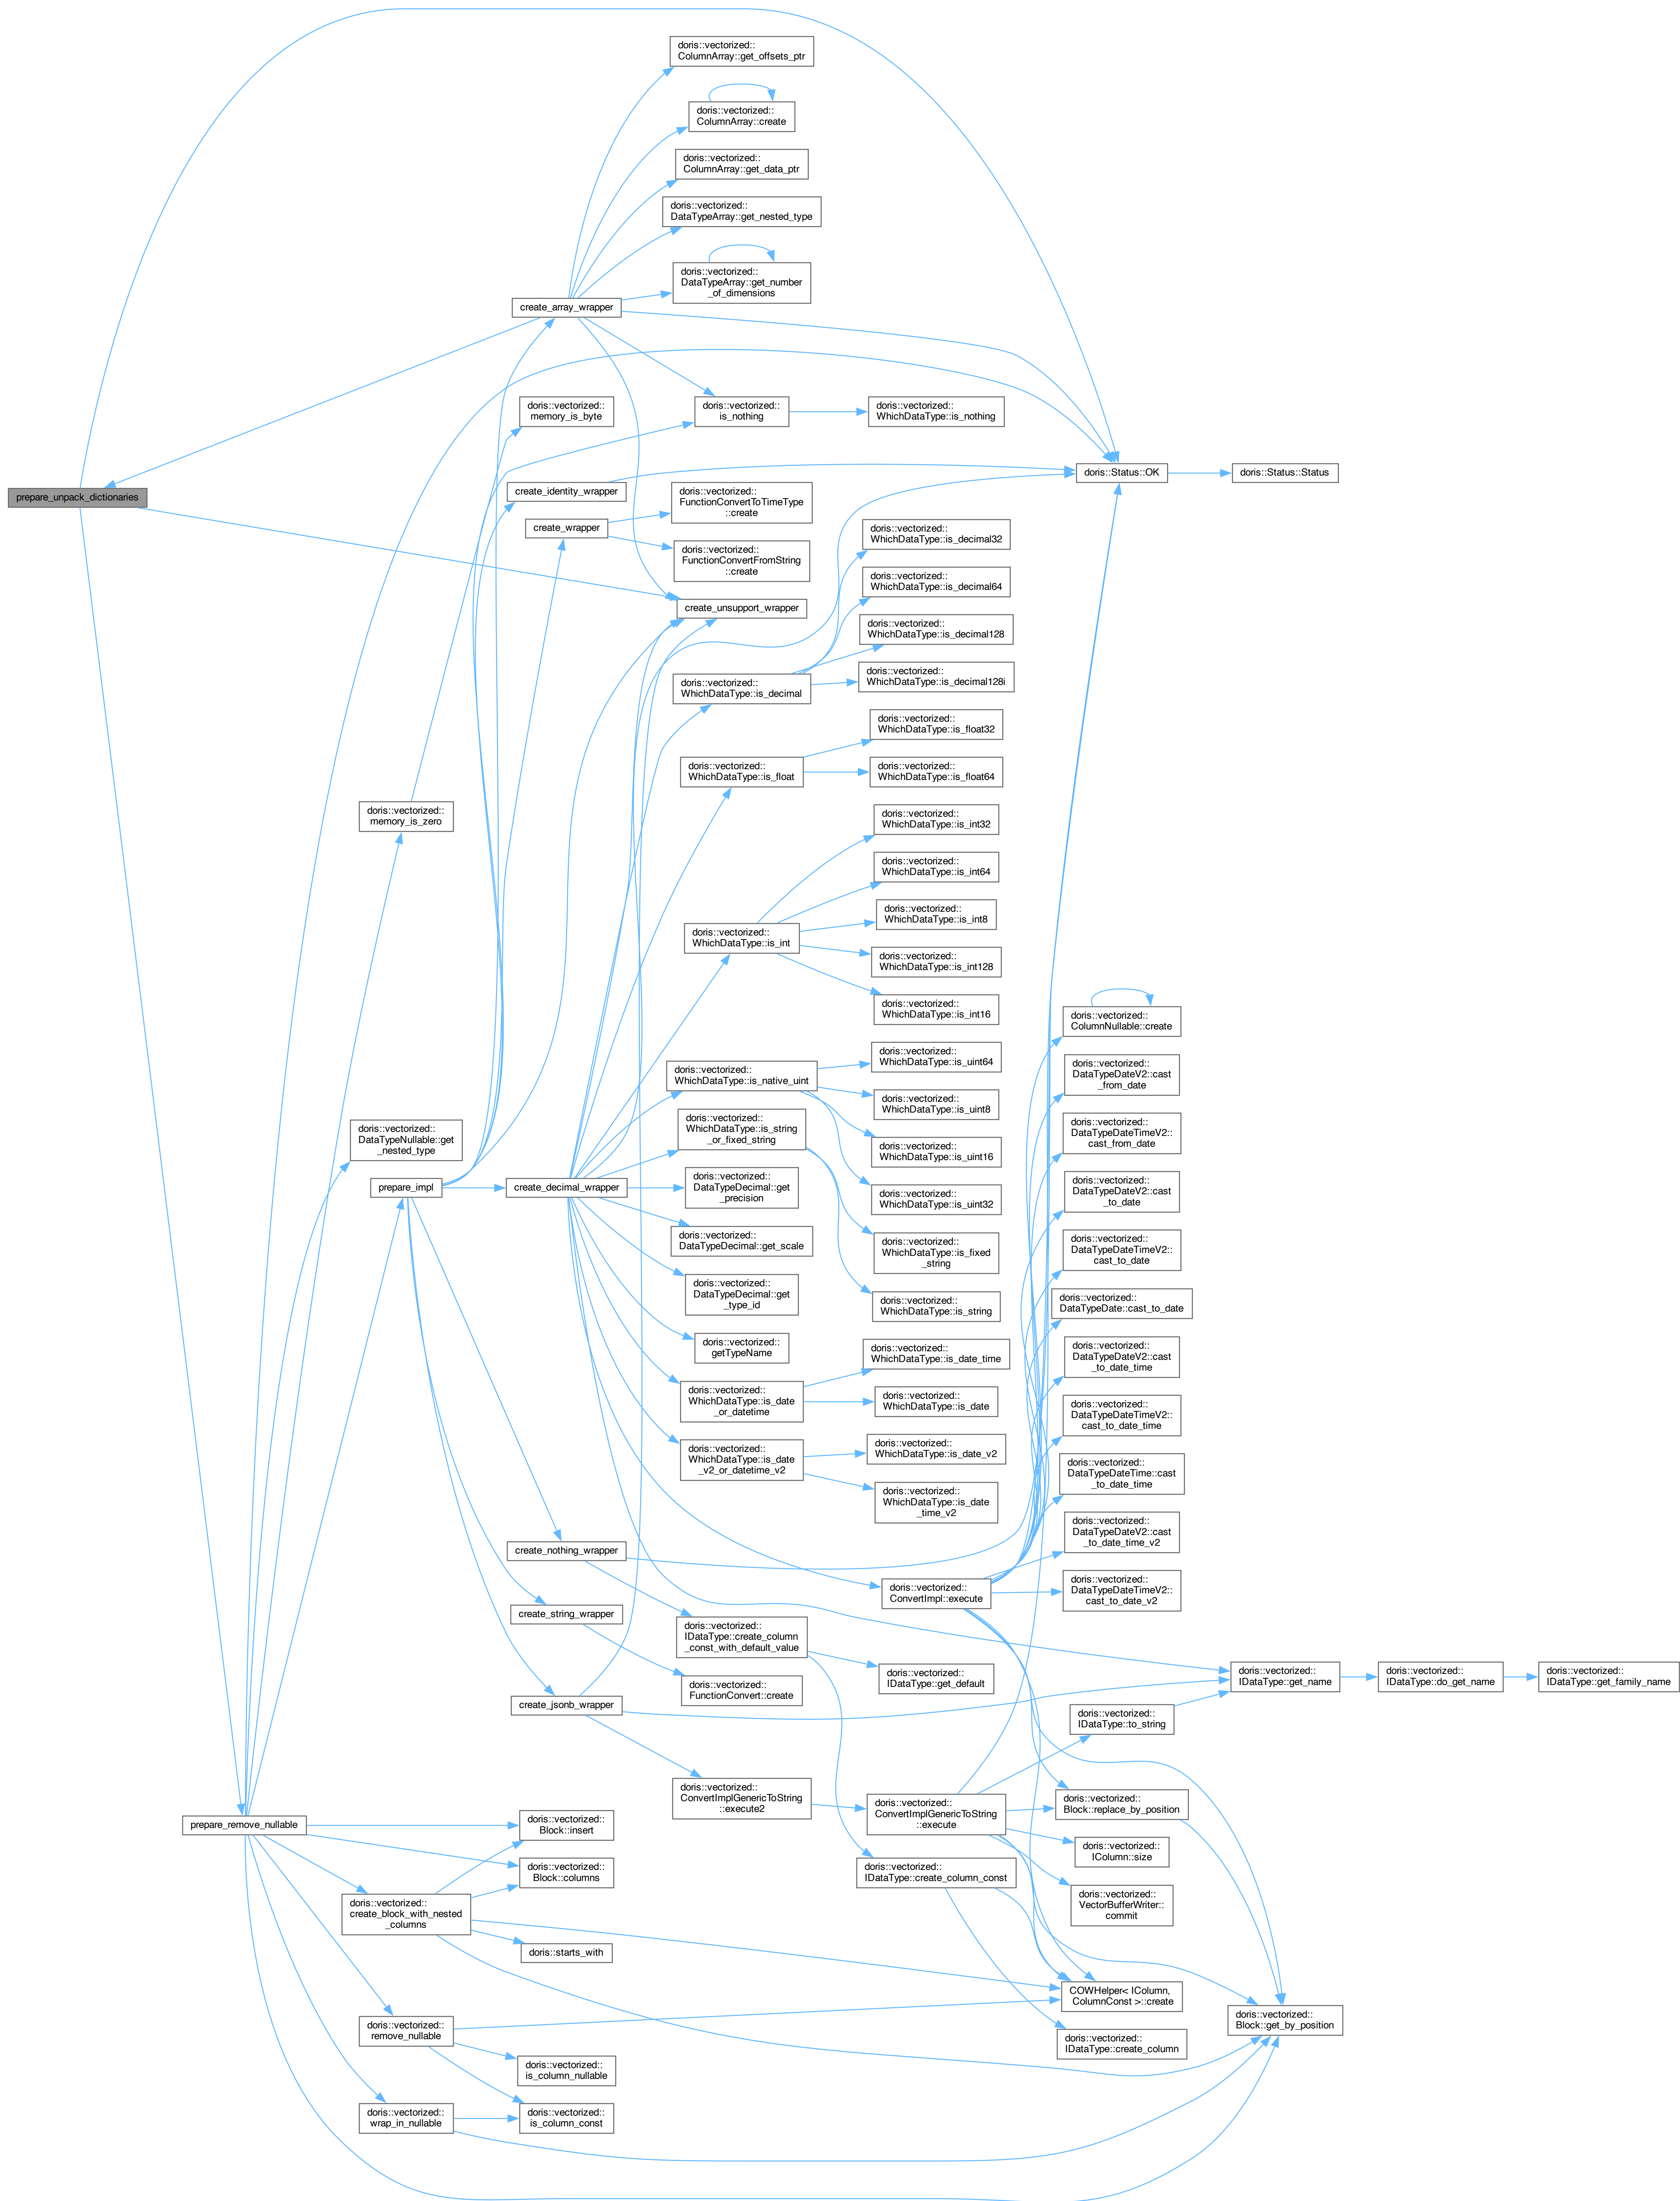 doris::vectorized::
ColumnArray::get_offsets_ptr
doris::vectorized::
ColumnArray::create
doris::vectorized::
ColumnArray::get_data_ptr
doris::vectorized::
DataTypeArray::get_nested_type
doris::vectorized::
DataTypeArray::get_number
_of_dimensions
create_array_wrapper
doris::vectorized::
memory_is_byte
doris::vectorized::
is_nothing
doris::vectorized::
WhichDataType::is_nothing
doris::Status::OK
doris::Status::Status
prepare_unpack_dictionaries
create_identity_wrapper
doris::vectorized::
FunctionConvertToTimeType
::create
create_wrapper
doris::vectorized::
WhichDataType::is_decimal32
doris::vectorized::
FunctionConvertFromString
::create
doris::vectorized::
WhichDataType::is_decimal64
create_unsupport_wrapper
doris::vectorized::
WhichDataType::is_decimal128
doris::vectorized::
WhichDataType::is_decimal
doris::vectorized::
WhichDataType::is_decimal128i
doris::vectorized::
WhichDataType::is_float32
doris::vectorized::
WhichDataType::is_float
doris::vectorized::
WhichDataType::is_float64
doris::vectorized::
memory_is_zero
doris::vectorized::
WhichDataType::is_int32
doris::vectorized::
WhichDataType::is_int64
doris::vectorized::
WhichDataType::is_int8
doris::vectorized::
WhichDataType::is_int
doris::vectorized::
WhichDataType::is_int128
doris::vectorized::
WhichDataType::is_int16
doris::vectorized::
ColumnNullable::create
doris::vectorized::
WhichDataType::is_uint64
doris::vectorized::
DataTypeDateV2::cast
_from_date
doris::vectorized::
WhichDataType::is_native_uint
doris::vectorized::
WhichDataType::is_uint8
doris::vectorized::
DataTypeNullable::get
_nested_type
doris::vectorized::
WhichDataType::is_string
_or_fixed_string
doris::vectorized::
WhichDataType::is_uint16
doris::vectorized::
DataTypeDateTimeV2::
cast_from_date
prepare_impl
create_decimal_wrapper
doris::vectorized::
DataTypeDecimal::get
_precision
doris::vectorized::
WhichDataType::is_uint32
doris::vectorized::
DataTypeDateV2::cast
_to_date
doris::vectorized::
DataTypeDecimal::get_scale
doris::vectorized::
WhichDataType::is_fixed
_string
doris::vectorized::
DataTypeDateTimeV2::
cast_to_date
doris::vectorized::
DataTypeDecimal::get
_type_id
doris::vectorized::
WhichDataType::is_string
doris::vectorized::
DataTypeDate::cast_to_date
doris::vectorized::
getTypeName
doris::vectorized::
WhichDataType::is_date_time
doris::vectorized::
DataTypeDateV2::cast
_to_date_time
doris::vectorized::
WhichDataType::is_date
_or_datetime
doris::vectorized::
WhichDataType::is_date
doris::vectorized::
DataTypeDateTimeV2::
cast_to_date_time
doris::vectorized::
WhichDataType::is_date
_v2_or_datetime_v2
doris::vectorized::
WhichDataType::is_date_v2
doris::vectorized::
DataTypeDateTime::cast
_to_date_time
doris::vectorized::
WhichDataType::is_date
_time_v2
doris::vectorized::
DataTypeDateV2::cast
_to_date_time_v2
create_nothing_wrapper
doris::vectorized::
ConvertImpl::execute
doris::vectorized::
DataTypeDateTimeV2::
cast_to_date_v2
create_string_wrapper
doris::vectorized::
IDataType::create_column
_const_with_default_value
doris::vectorized::
IDataType::get_default
doris::vectorized::
IDataType::get_name
doris::vectorized::
IDataType::do_get_name
doris::vectorized::
IDataType::get_family_name
doris::vectorized::
FunctionConvert::create
create_jsonb_wrapper
doris::vectorized::
IDataType::to_string
doris::vectorized::
ConvertImplGenericToString
::execute2
doris::vectorized::
ConvertImplGenericToString
::execute
doris::vectorized::
Block::replace_by_position
prepare_remove_nullable
doris::vectorized::
Block::insert
doris::vectorized::
IColumn::size
doris::vectorized::
Block::columns
doris::vectorized::
IDataType::create_column_const
doris::vectorized::
VectorBufferWriter::
commit
doris::vectorized::
create_block_with_nested
_columns
doris::starts_with
COWHelper< IColumn,
ColumnConst >::create
doris::vectorized::
Block::get_by_position
doris::vectorized::
remove_nullable
doris::vectorized::
IDataType::create_column
doris::vectorized::
is_column_nullable
doris::vectorized::
wrap_in_nullable
doris::vectorized::
is_column_const